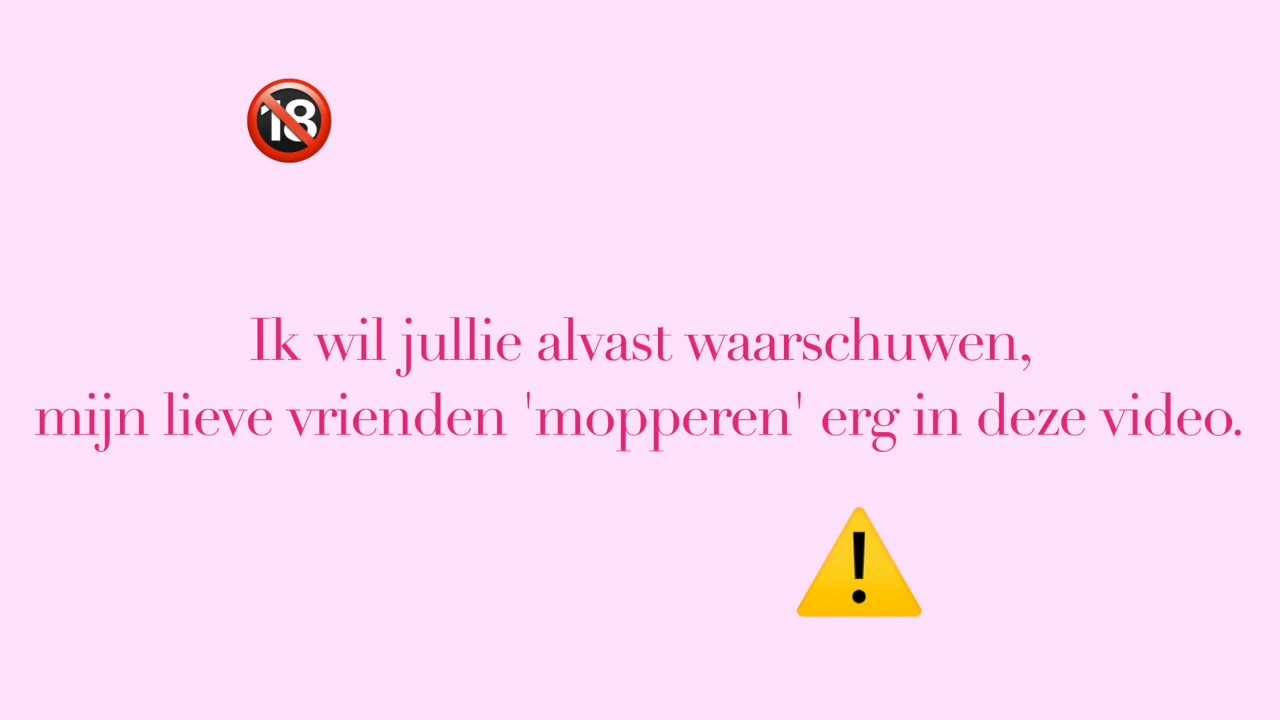 🔞
Ik wil jullie alvast waarschuwen,
mijn lieve vrienden 'mopperen' erg in deze video.
⚠️